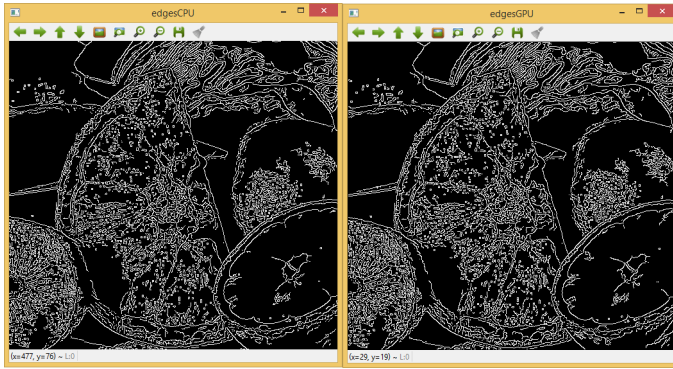 edgesCPU
edgesGPU
(x=477, y=76) ~ L:0
(x=29, y=19) ~ L:0